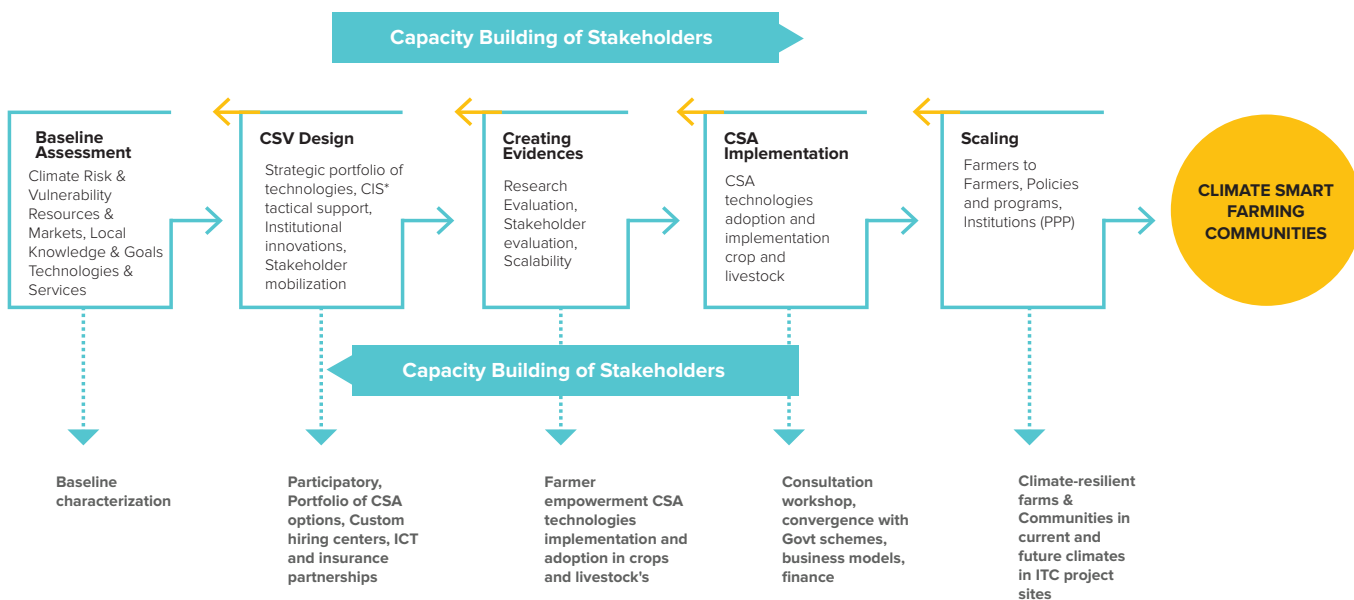 Capacity Building of Stakeholders
Baseline
Assessment
Climate Risk &
Vulnerability
Resources &
Markets, Local
Knowledge & Goals
Technologies &
Services
CSV Design
Strategic portfolio of
technologies, CIS*
tactical support,
Institutional
innovations,
Stakeholder
mobilization
Creating
Evidences
Research
Evaluation,
Stakeholder
evaluation,
Scalability
CSA
Implementation
CSA
technologies
adoption and
implementation
crop and
livestock
Scaling
Farmers to
Farmers, Policies
and programs,
Institutions (PPP)
CLIMATE SMART
FARMING
COMMUNITIES
Capacity Building of Stakeholders
Baseline
characterization
Participatory,
Portfolio of CSA
options, Custom
hiring centers, ICT
and insurance
partnerships
Farmer
empowerment CSA
technologies
implementation and
adoption in crops
and livestock's
Consultation
workshop,
convergence with
Govt schemes,
business models,
finance
Climate-resilient
farms &
Communities in
current and
future climates
in ITC project
sites